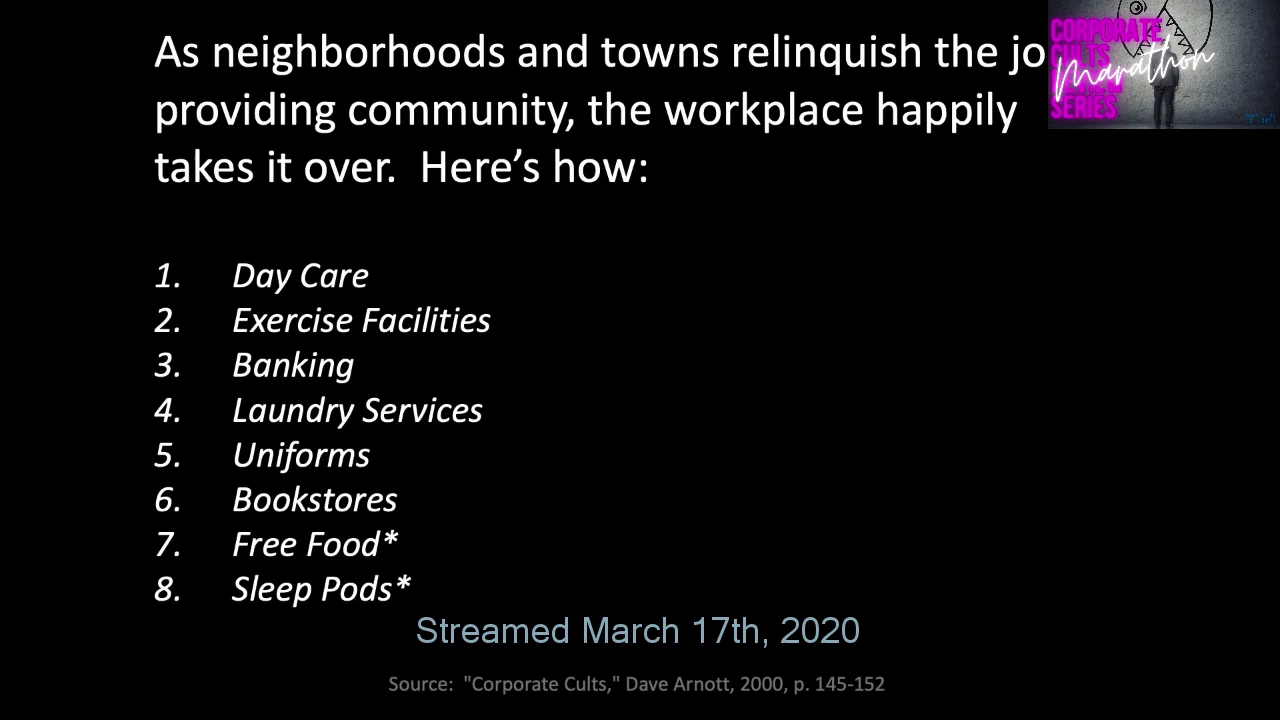 As neighborhoods and towns relinquish the jo
providing community, the workplace happily
takes it over. Here's how:
CORPORATE
CULTS
Marathon
SERIES
1. Day Care
2. Exercise Facilities
3. Banking
4. Laundry Services
5. Uniforms
6. Bookstores
7. Free Food*
8. Sleep Pods*
Streamed March 17th, 2020
Source: "Corporate Cults," Dave Arnott, 2000, p. 145-152